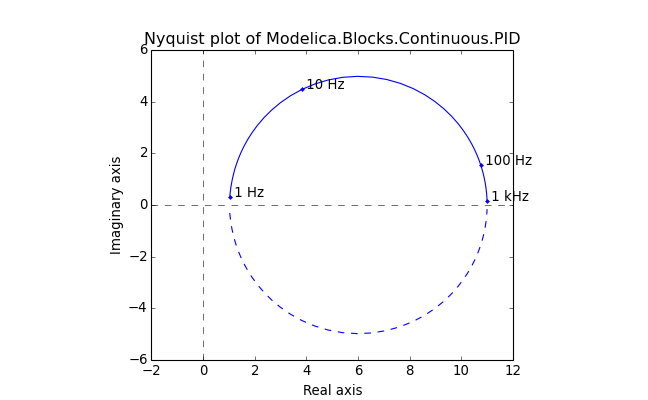 Nyquist plot of Modelica.Blocks.Continuous.PID
6
4
2
0
−2
−4
−6
Imaginary axis
10 Hz
100 Hz
1 Hz
1 kHz
−2 0 2 4 6 8 10 12
Real axis